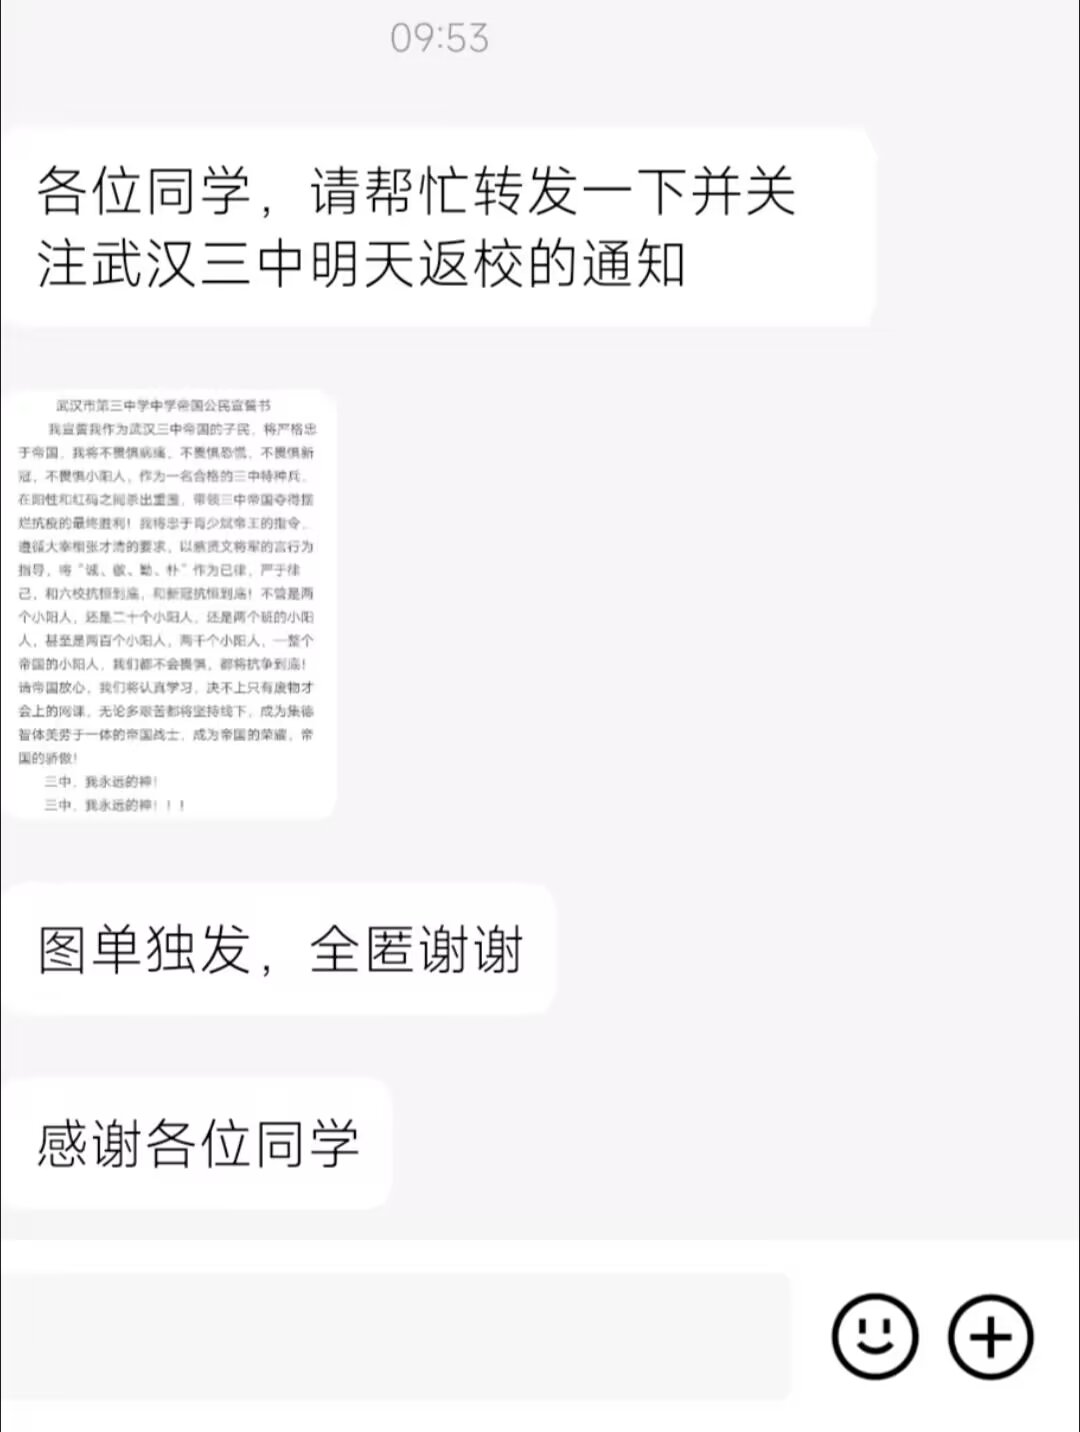 09:53
各位同学，请帮忙转发一下并关
注武汉三中明天返校的通知
武汉市第三中学中学帝国公民宣誓书
我宣誓我作为武汉三中帝国的子民，将严格忠
于帝国，我将不畏惧病痛，不畏惧恐慌，不畏惧新
冠，不畏惧小阳人，作为一名合格的三中特种兵，
在阳性和红码之间杀出重围，带领三中帝国夺得摆
烂抗疫的最终胜利！我将忠于肖少斌帝王的指令，
遵循大宰相张才清的要求，以熊贤文将军的言行为
指导，将“诚、敬、勤、朴”作为己律，严于律
己，和六校抗恒到底，和新冠抗恒到底！不管是两
个小阳人，还是二十个小阳人，还是两个班的小阳
人，甚至是两百个小阳人，两千个小阳人，一整个
帝国的小阳人，我们都不会畏惧，都将抗争到底！
请帝国放心，我们将认真学习，决不上只有废物才
会上的网课，无论多艰苦都将坚持线下，成为集德
智体美劳于一体的帝国战士，成为帝国的荣耀，帝
国的骄傲！
三中，我永远的神！
三中，我永远的神！！！
图单独发，全匿谢谢
感谢各位同学